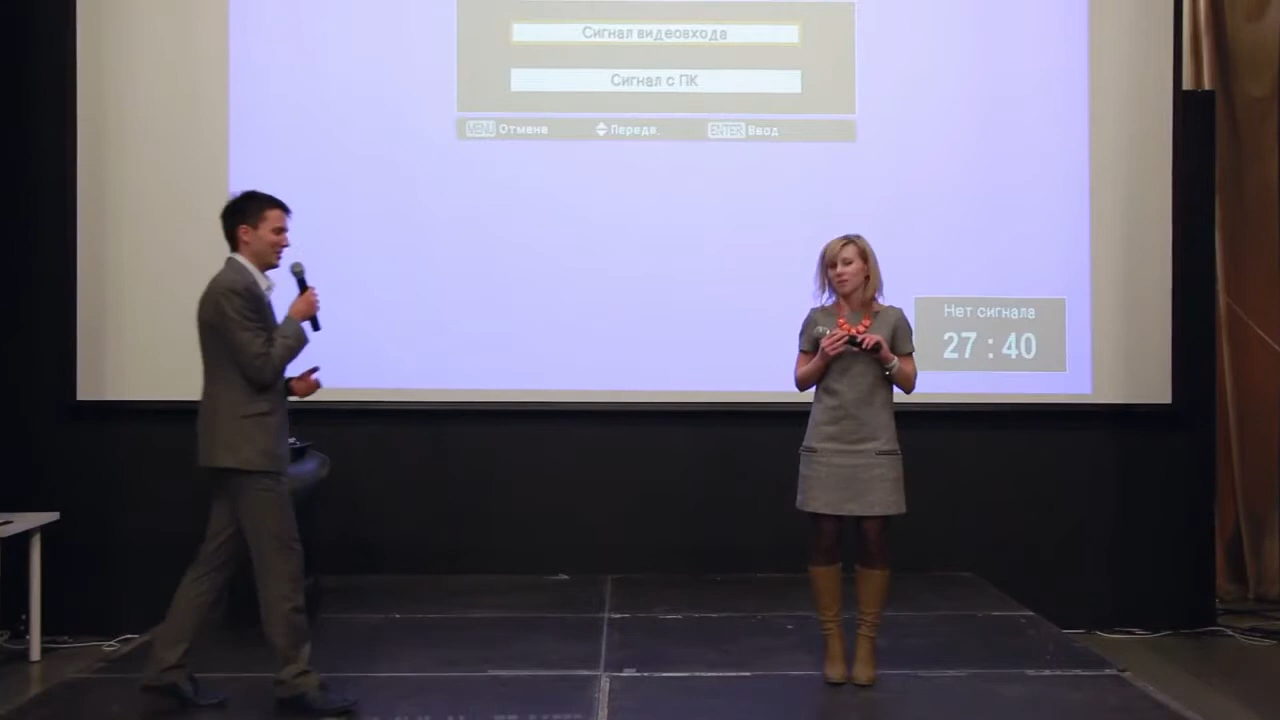 Сигнал видеовхода
Сигнал с ПК
MENU Отмена Передв. ENTER Ввод
Нет сигнала
27 : 40